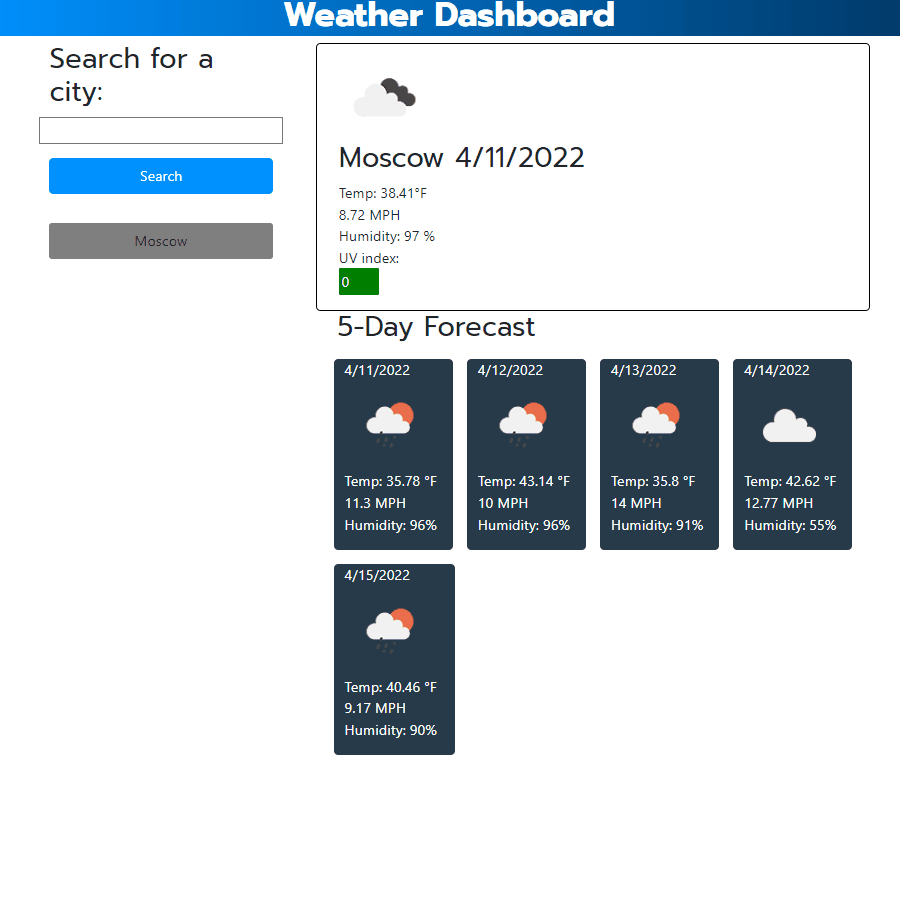 Weather Dashboard
Search for a
city:
Search
Moscow
Moscow 4/11/2022
Temp: 38.41°F
8.72 MPH
Humidity: 97 %
UV index:
0
5-Day Forecast
4/11/2022
Temp: 35.78 °F
11.3 MPH
Humidity: 96%
4/12/2022
Temp: 43.14 °F
10 MPH
Humidity: 96%
4/13/2022
Temp: 35.8 °F
14 MPH
Humidity: 91%
4/14/2022
Temp: 42.62 °F
12.77 MPH
Humidity: 55%
4/15/2022
Temp: 40.46 °F
9.17 MPH
Humidity: 90%